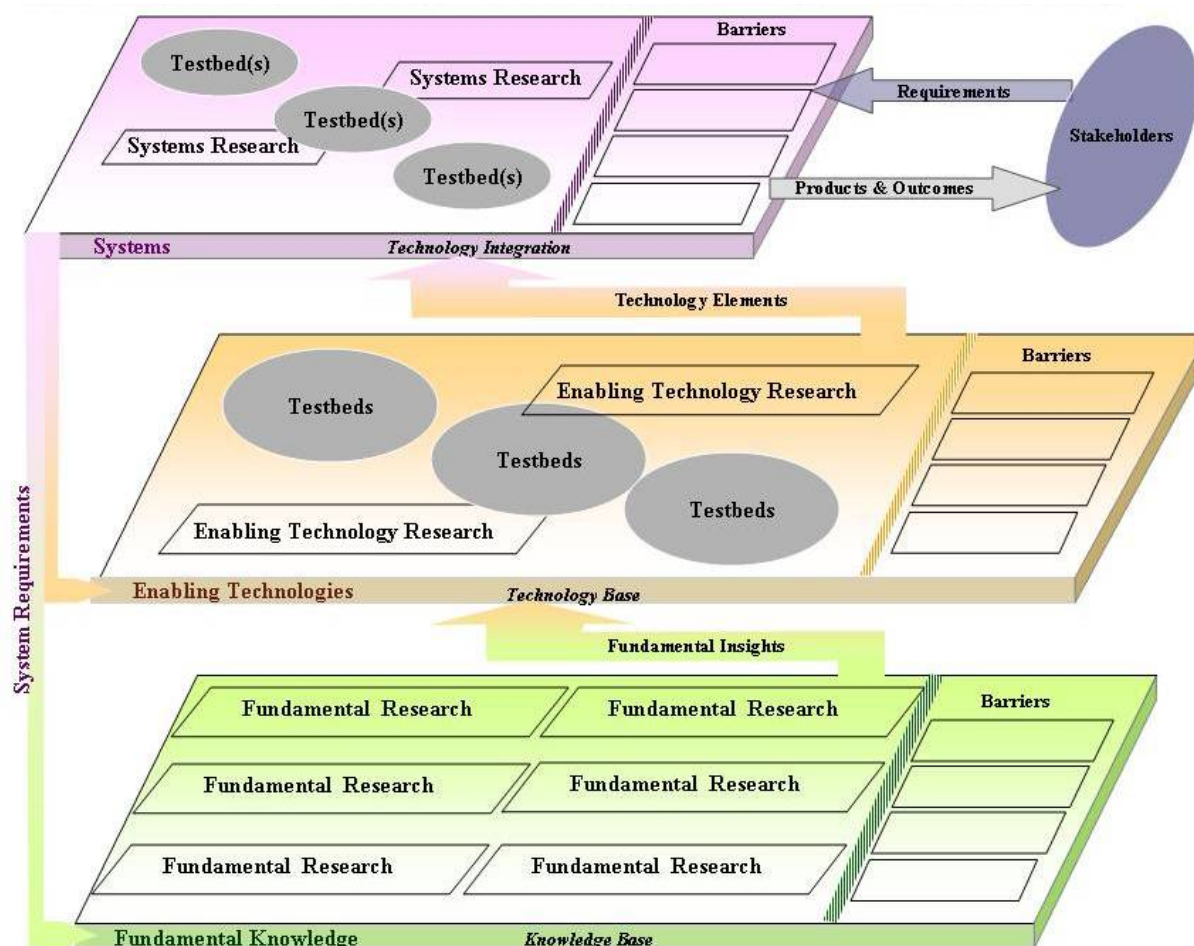 Barriers
Testbed(s)
Systems Research
Requirements
Testbed(s)
Systems Research
Stakeholders
Testbed(s)
Products & Outcomes
Systems
Technology Integration
Technology Elements
Barriers
Enabling Technology Research
Testbeds
Testbeds
Testbeds
Enabling Technology Research
System Requirements
Enabling Technologies
Technology Base
Fundamental Insights
Barriers
Fundamental Research
Fundamental Research
Fundamental Research
Fundamental Research
Fundamental Research
Fundamental Research
Fundamental Knowledge
Knowledge Base